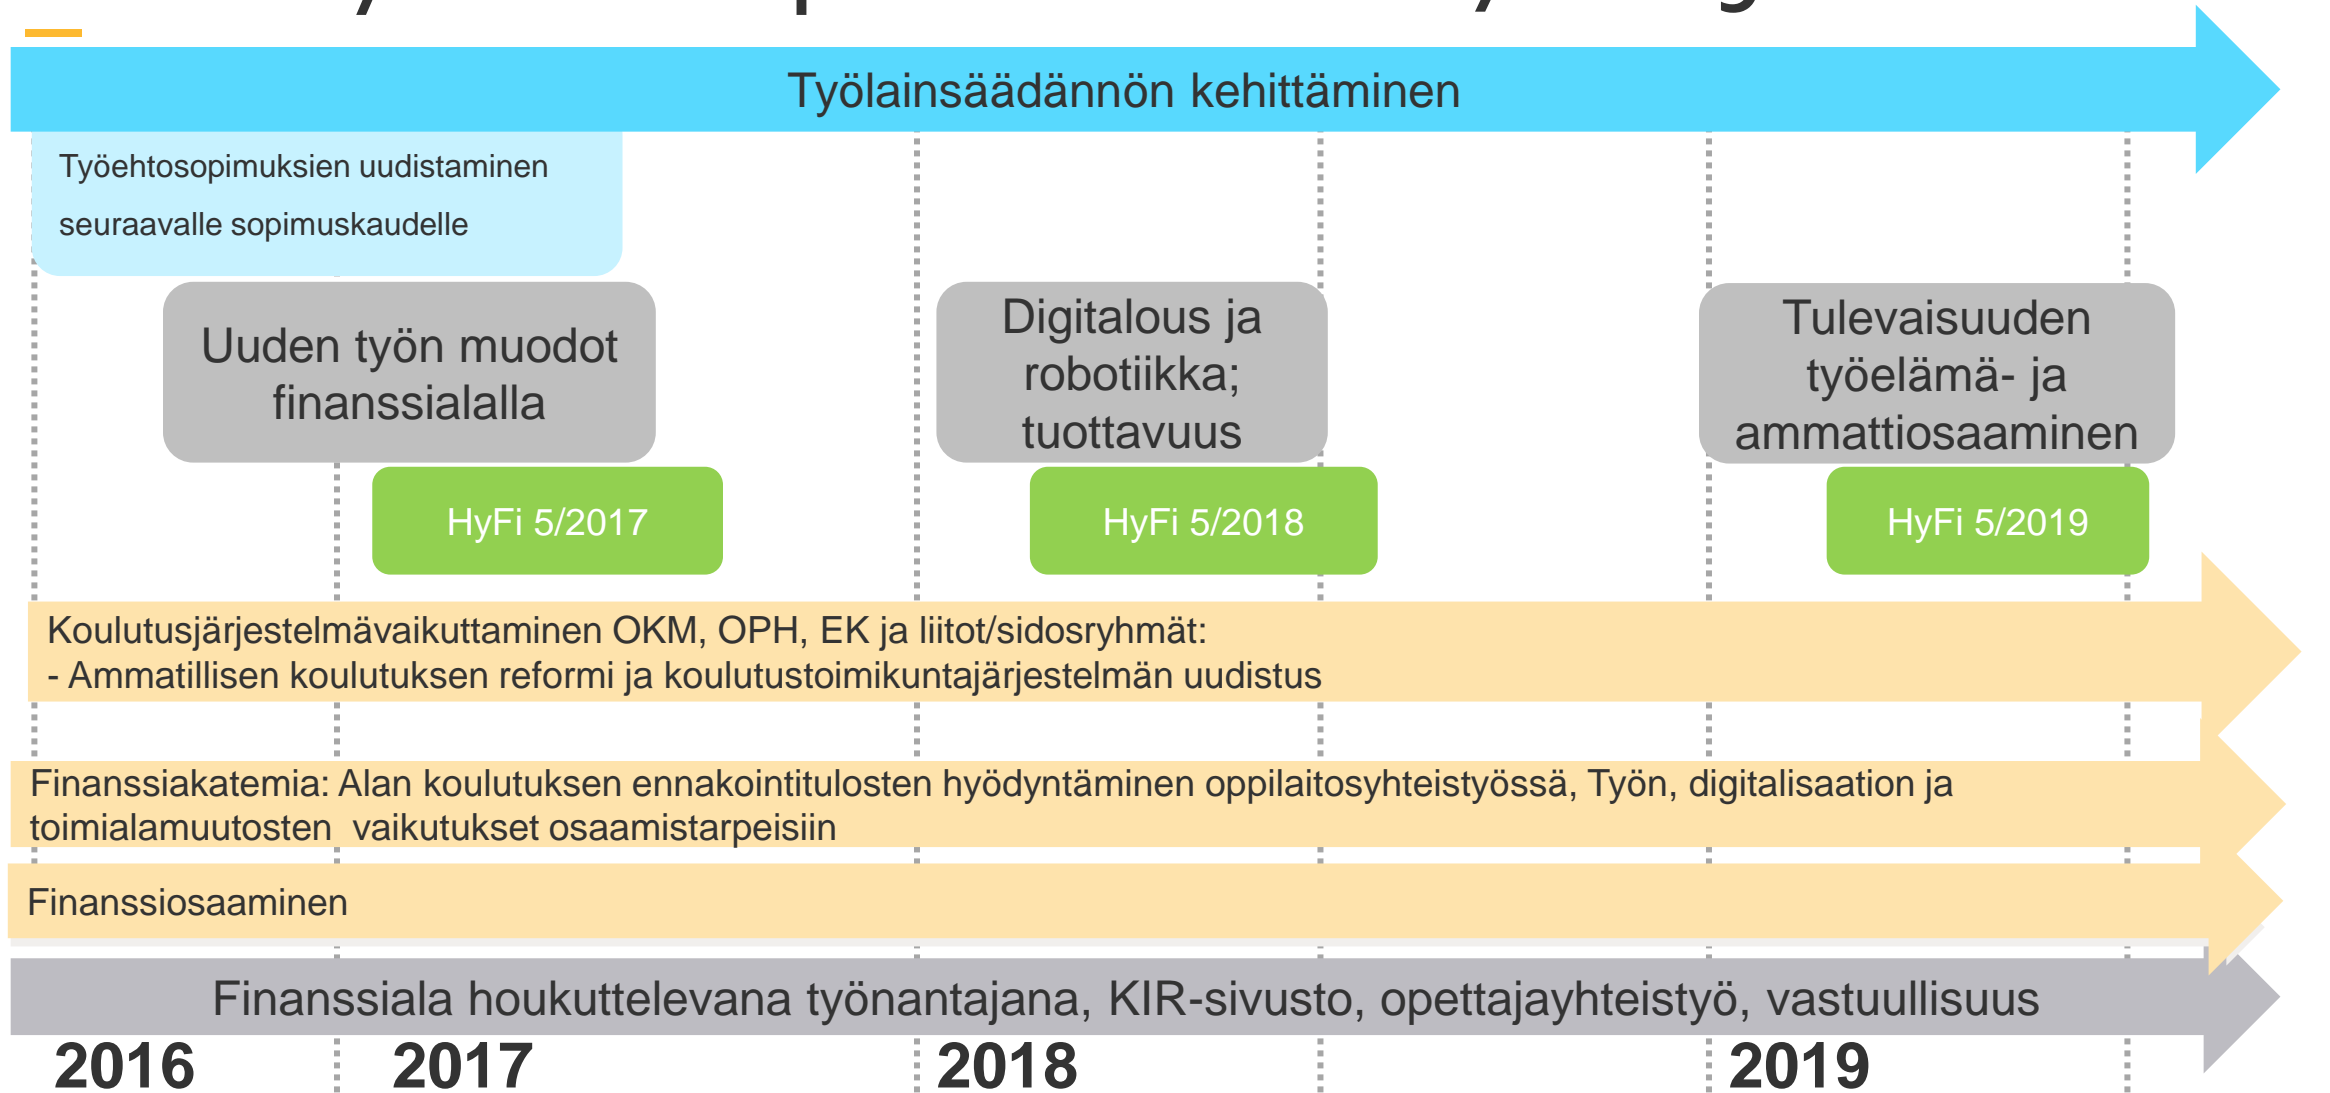 Työlainsäädännön kehittäminen
Työehtosopimuksien uudistaminen
seuraavalle sopimuskaudelle
Uuden työn muodot
finanssialalla
Digitalous ja
robotiikka;
tuottavuus
Tulevaisuuden
työelämä- ja
ammattiosaaminen
HyFi 5/2017
HyFi 5/2018
HyFi 5/2019
Koulutusjärjestelmävaikuttaminen OKM, OPH, EK ja liitot/sidosryhmät:
- Ammatillisen koulutuksen reformi ja koulutustoimikuntajärjestelmän uudistus
Finanssiakatemia: Alan koulutuksen ennakointitulosten hyödyntäminen oppilaitosyhteistyössä, Työn, digitalisaation ja
toimialamuutosten  vaikutukset osaamistarpeisiin
Finanssiosaaminen
Finanssiala houkuttelevana työnantajana, KIR-sivusto, opettajayhteistyö, vastuullisuus
2016
2017
2018
2019